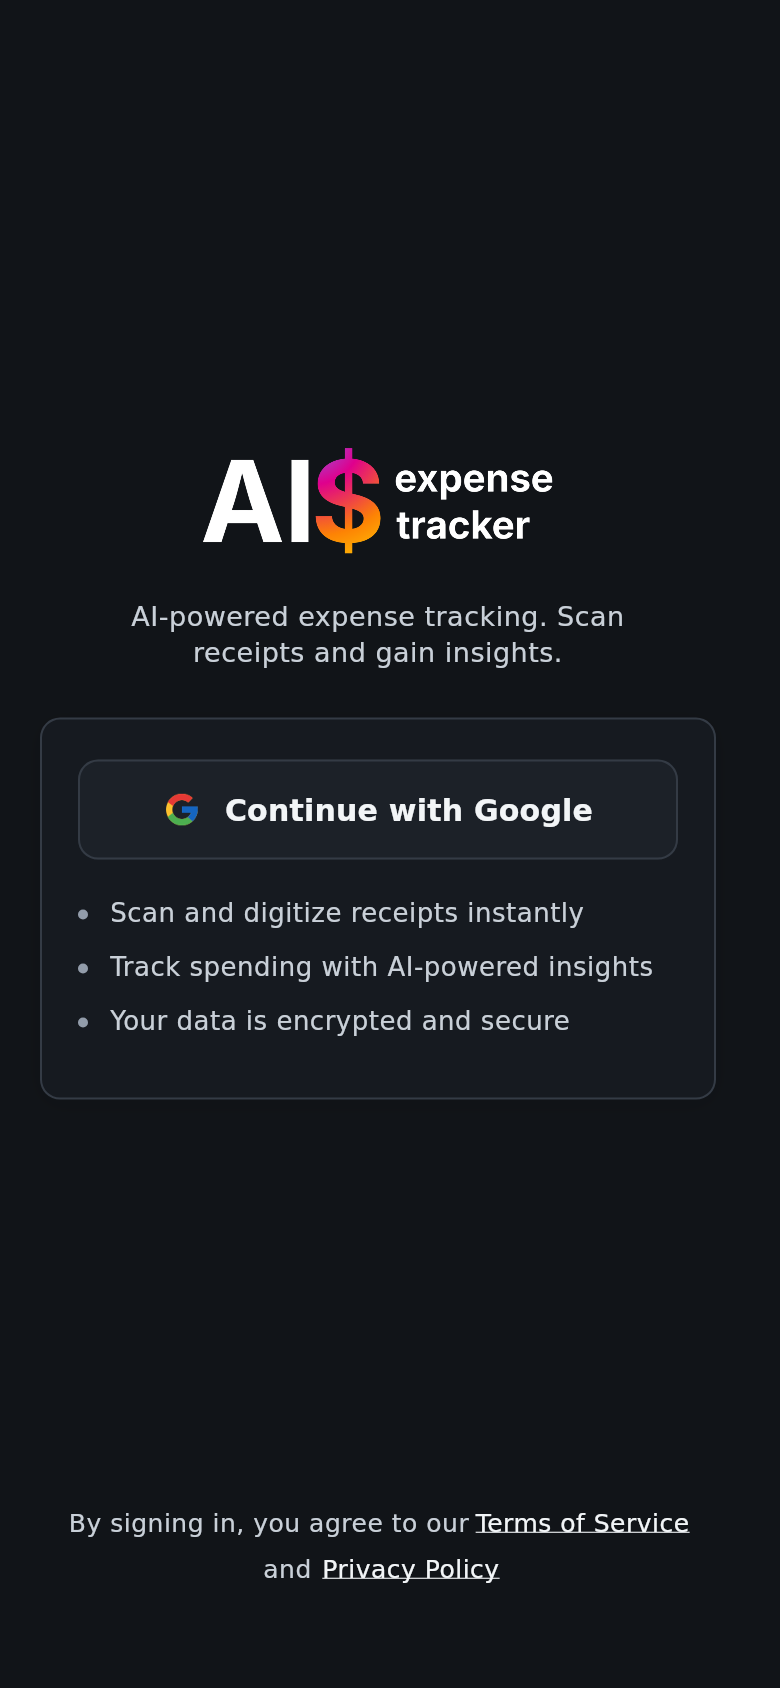 AI$ expense
tracker
AI-powered expense tracking. Scan
receipts and gain insights.
Continue with Google
Scan and digitize receipts instantly
Track spending with AI-powered insights
Your data is encrypted and secure
By signing in, you agree to our Terms of Service
and Privacy Policy